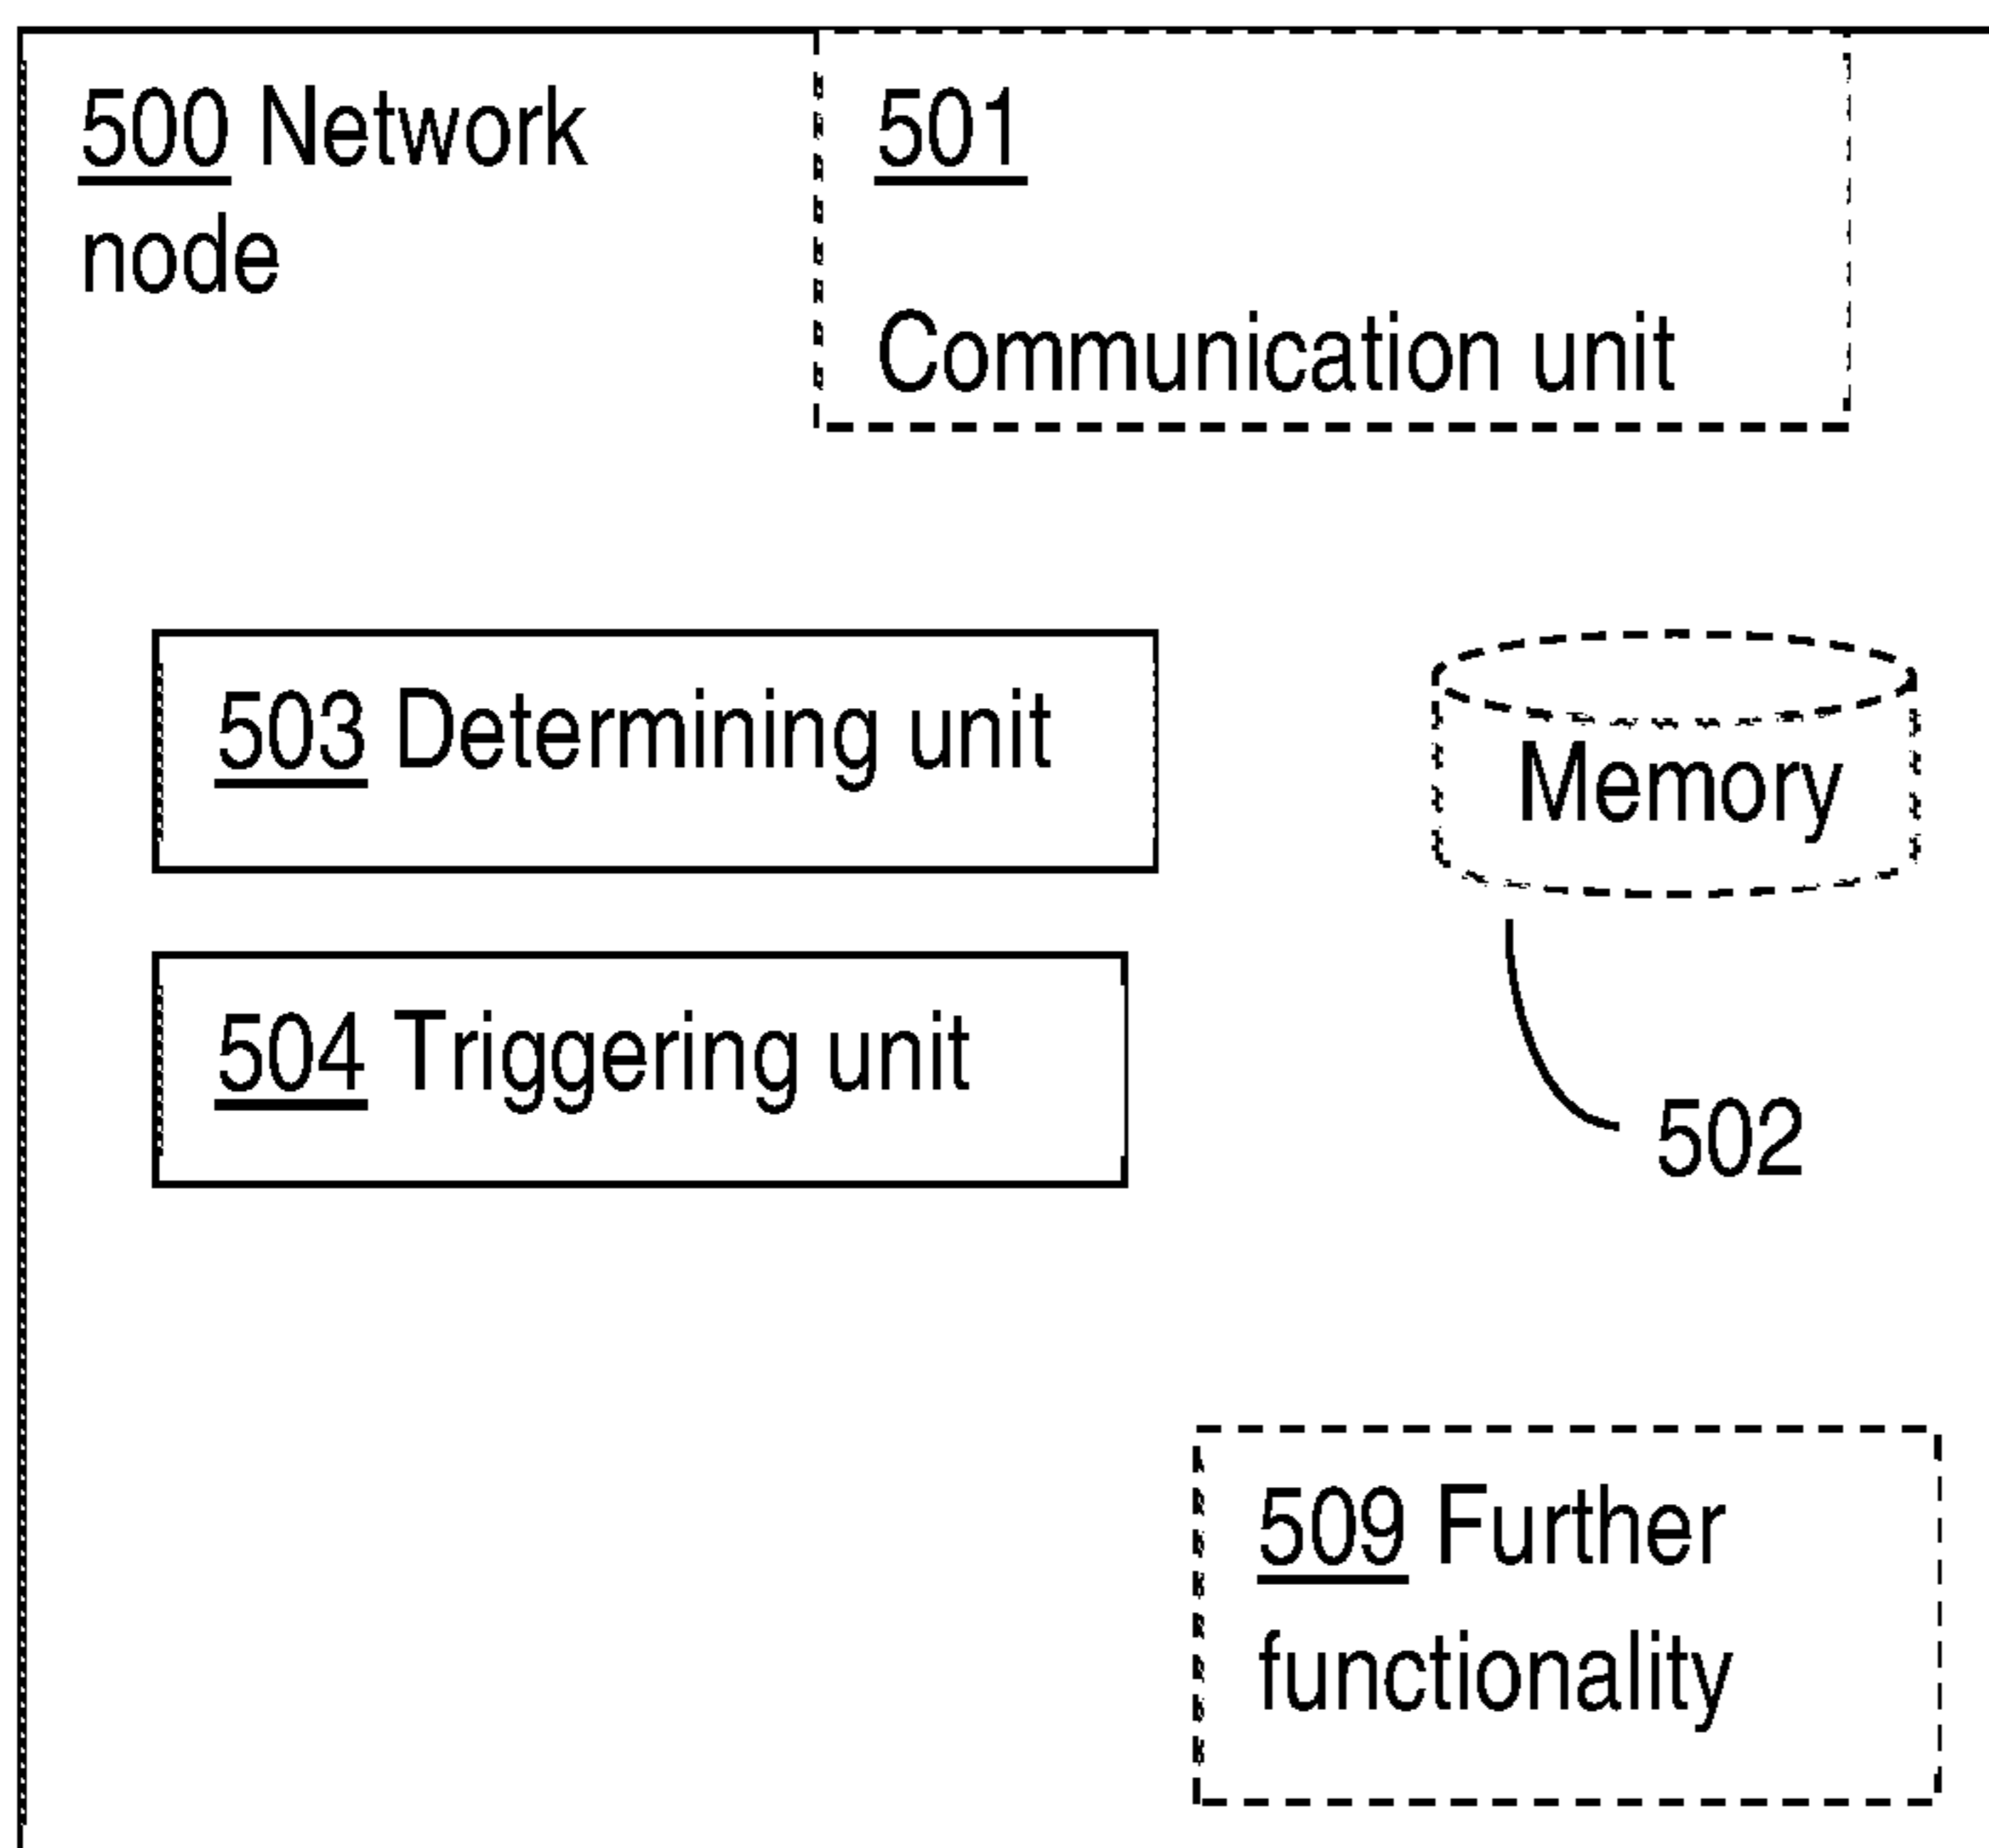 500 Network
node
501
Communication unit
503 Determining unit
Memory
504 Triggering unit
502
509 Further
functionality